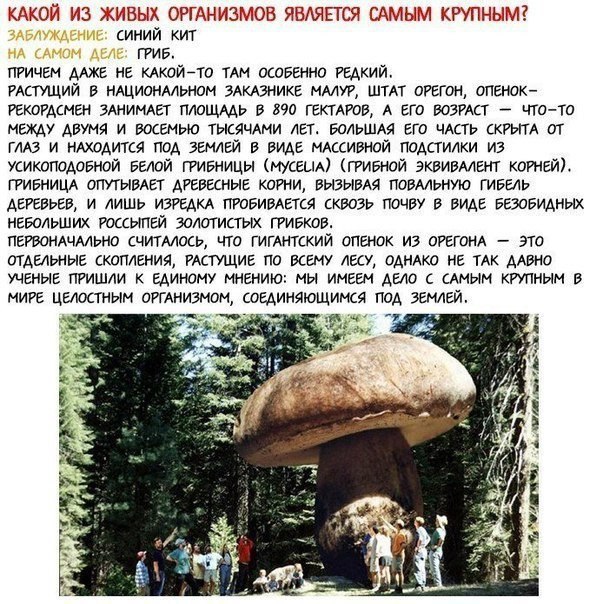 КАКОЙ ИЗ ЖИВЫХ ОРГАНИЗМОВ ЯВЛЯЕТСЯ САМЫМ КРУПНЫМ?
ЗАБЛУЖДЕНИЕ: СИНИЙ КИТ
НА САМОМ ДЕЛЕ: ГРИБ.
ПРИЧЕМ ДАЖЕ НЕ КАКОЙ-ТО ТАМ ОСОБЕННО РЕДКИЙ.
РАСТУЩИЙ В НАЦИОНАЛЬНОМ ЗАКАЗНИКЕ МАЛУР, ШТАТ ОРЕГОН, ОПЕНОК-
РЕКОРДСМЕН ЗАНИМАЕТ ПЛОЩАДЬ В 890 ГЕКТАРОВ, А ЕГО ВОЗРАСТ – ЧТО-ТО
МЕЖДУ ДВУМЯ И ВОСЕМЬЮ ТЫСЯЧАМИ ЛЕТ. БОЛЬШАЯ ЕГО ЧАСТЬ СКРЫТА ОТ
ГЛАЗ И НАХОДИТСЯ ПОД ЗЕМЛЕЙ В ВИДЕ МАССИВНОЙ ПОДСТИЛКИ ИЗ
УСИКОПОДОБНОЙ БЕЛОЙ ГРИБНИЦЫ (MYCELIA) (ГРИБНОЙ ЭКВИВАЛЕНТ КОРНЕЙ).
ГРИБНИЦА ОПУТЫВАЕТ ДРЕВЕСНЫЕ КОРНИ, ВЫЗЫВАЯ ПОВАЛЬНУЮ ГИБЕЛЬ
ДЕРЕВЬЕВ, И ЛИШЬ ИЗРЕДКА ПРОБИВАЕТСЯ СКВОЗЬ ПОЧВУ В ВИДЕ БЕЗОБИДНЫХ
НЕБОЛЬШИХ РОССЫПЕЙ ЗОЛОТИСТЫХ ГРИБКОВ.
ПЕРВОНАЧАЛЬНО СЧИТАЛОСЬ, ЧТО ГИГАНТСКИЙ ОПЕНОК ИЗ ОРЕГОНА – ЭТО
ОТДЕЛЬНЫЕ СКОПЛЕНИЯ, РАСТУЩИЕ ПО ВСЕМУ ЛЕСУ, ОДНАКО НЕ ТАК ДАВНО
УЧЕНЫЕ ПРИШЛИ К ЕДИНОМУ МНЕНИЮ: МЫ ИМЕЕМ ДЕЛО С САМЫМ КРУПНЫМ В
МИРЕ ЦЕЛОСТНЫМ ОРГАНИЗМОМ, СОЕДИНЯЮЩИМСЯ ПОД ЗЕМЛЕЙ.